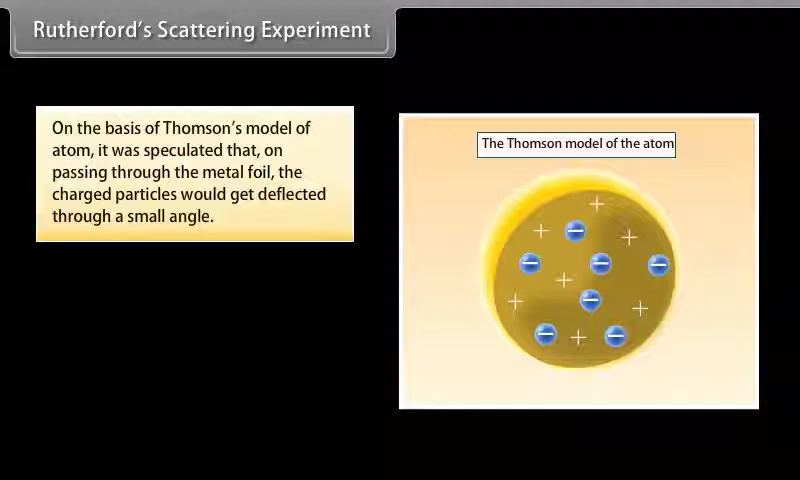 Rutherford's Scattering Experiment
On the basis of Thomson's model of
atom, it was speculated that, on
passing through the metal foil, the
charged particles would get deflected
through a small angle.
The Thomson model of the atom